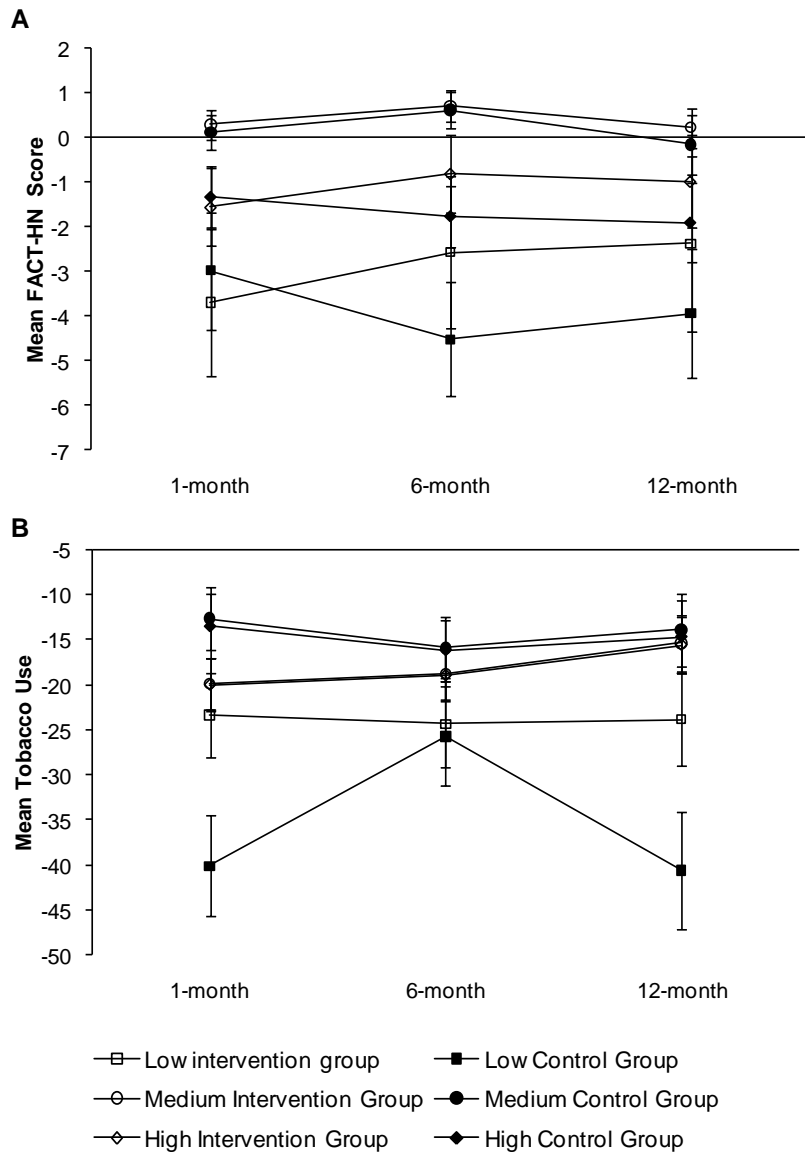 A
2
1
0
-1
-2
-3
-4
-5
-6
-7
Mean FACT-HN Score
1-month 6-month 12-month
B
-5
-10
-15
-20
-25
-30
-35
-40
-45
-50
Mean Tobacco Use
1-month 6-month 12-month
Low intervention group Low Control Group
Medium Intervention Group Medium Control Group
High Intervention Group High Control Group